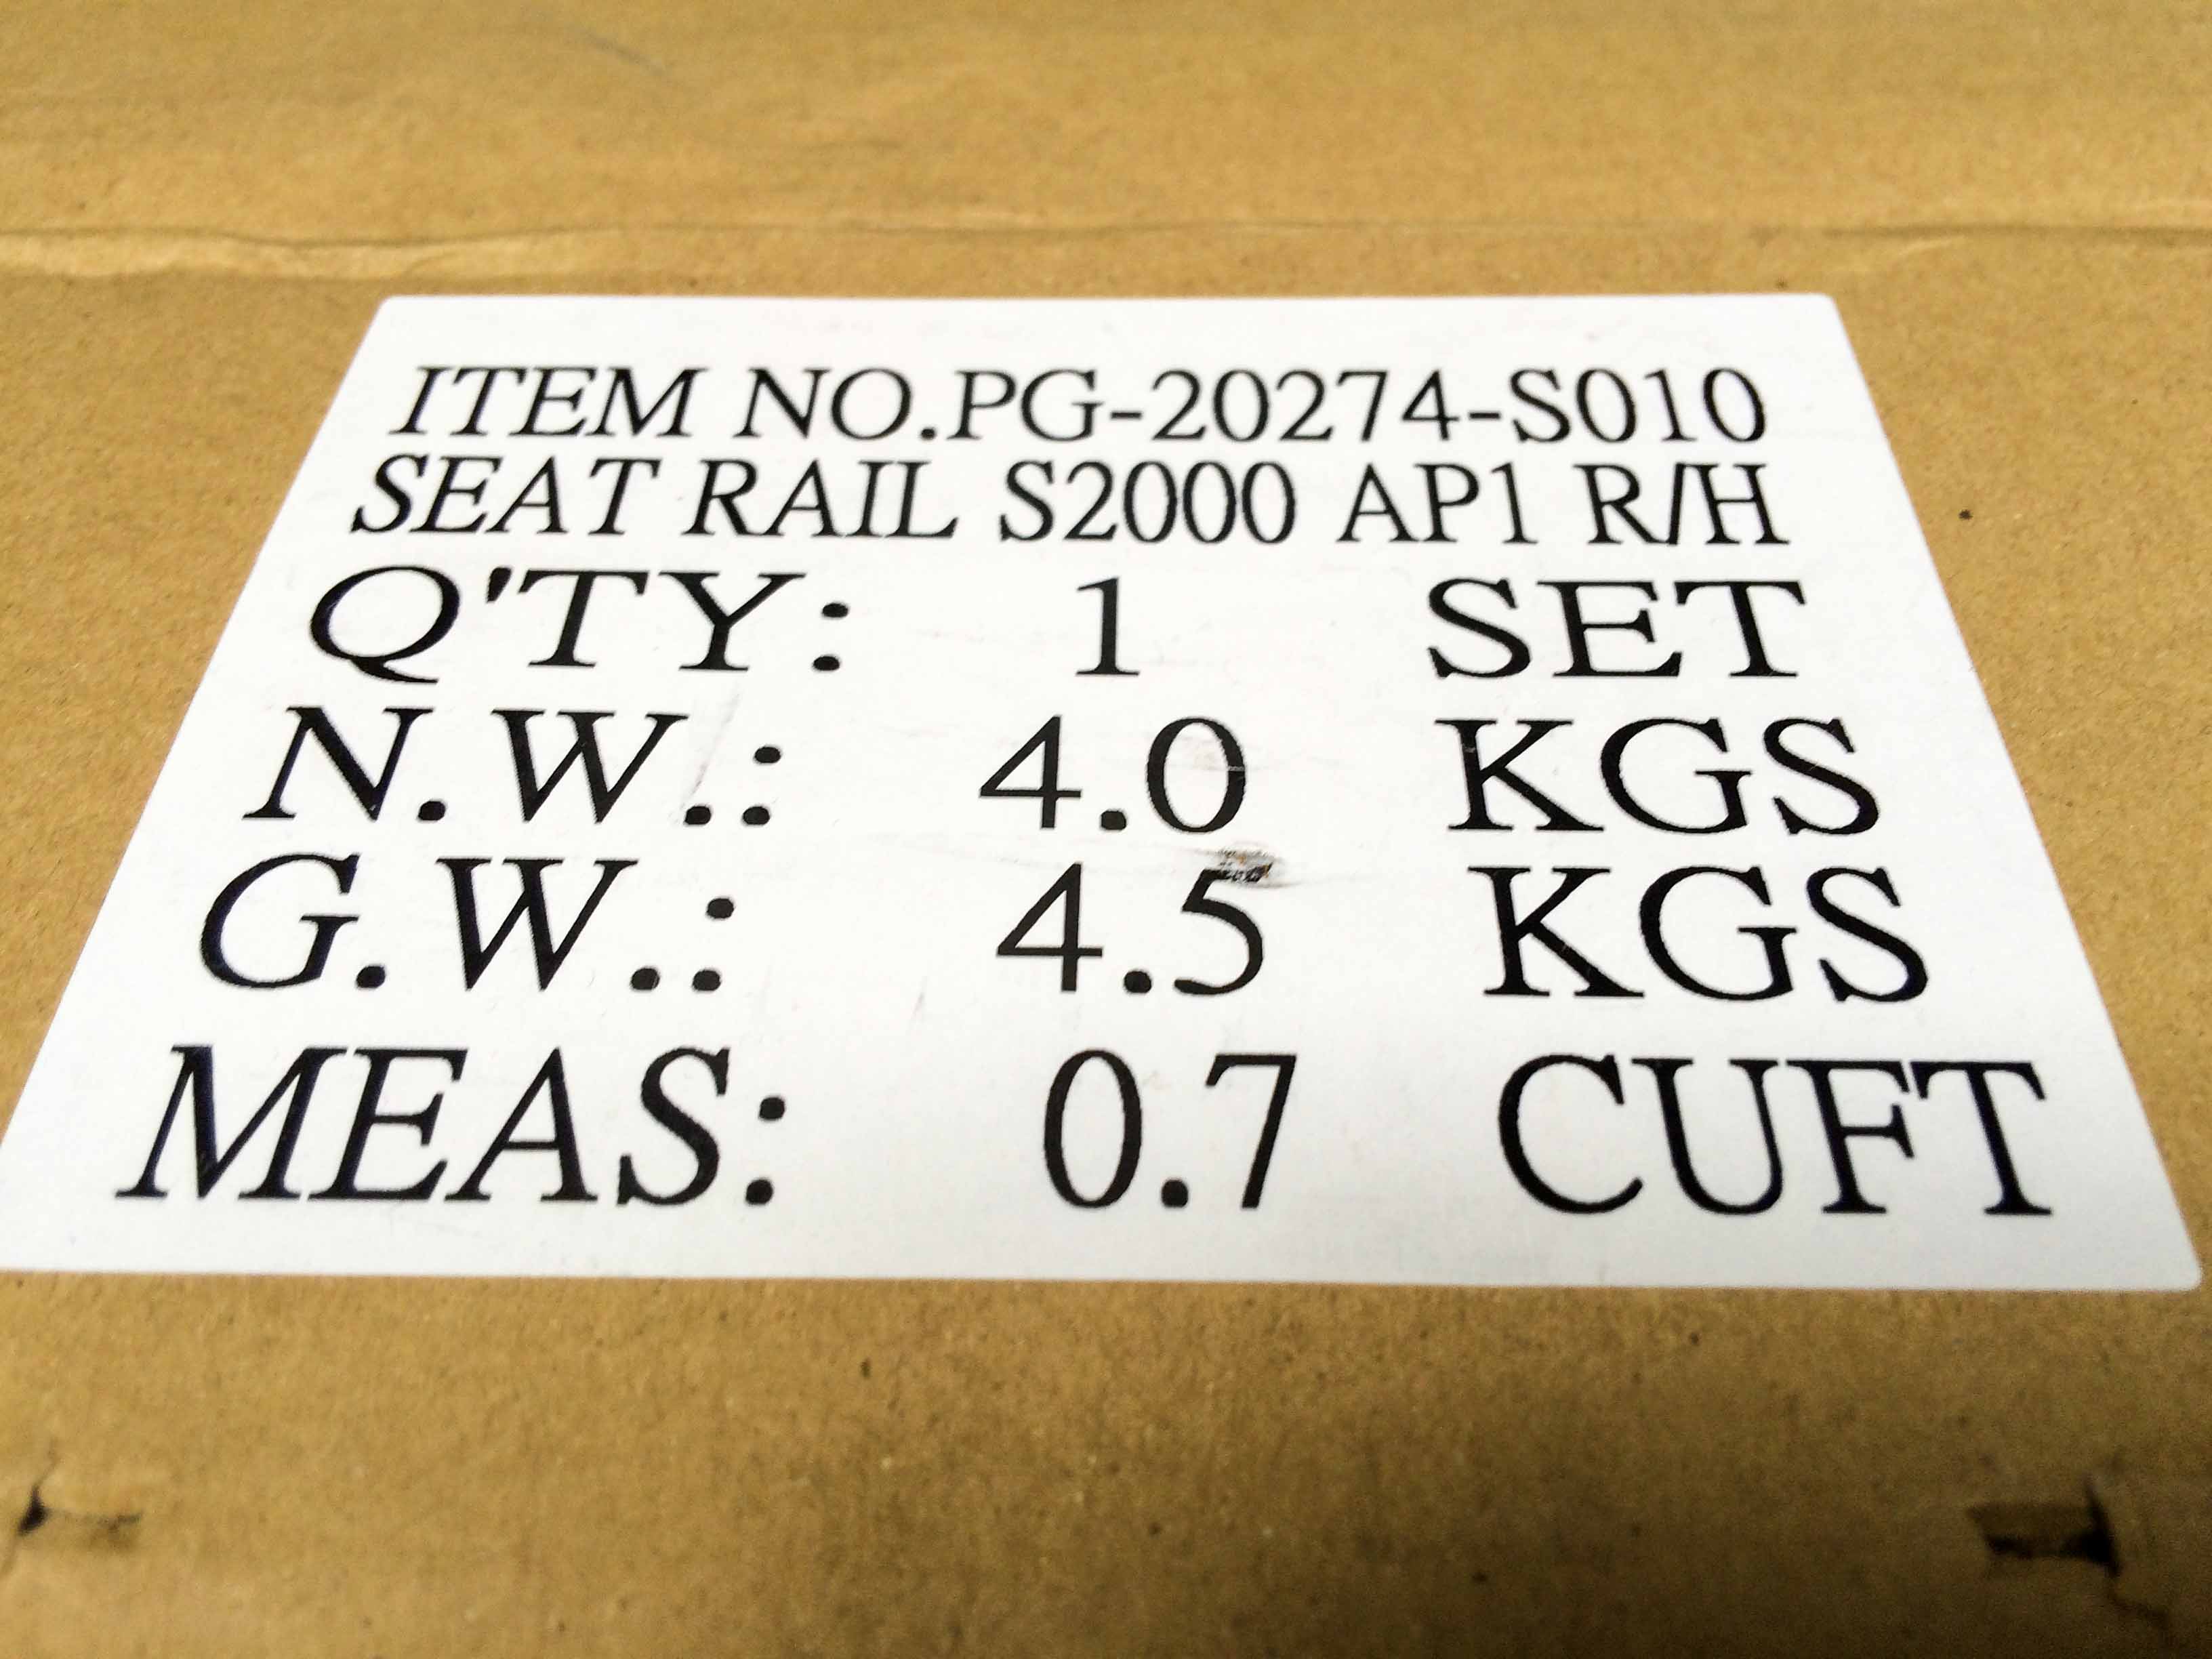 ITEM NO.PG-20274-S010
SEAT RAIL S2000 AP1 R/H
Q'TY: 1 SET
N.W.: 4.0 KGS
G.W.: 4.5 KGS
MEAS: 0.7 CUFT